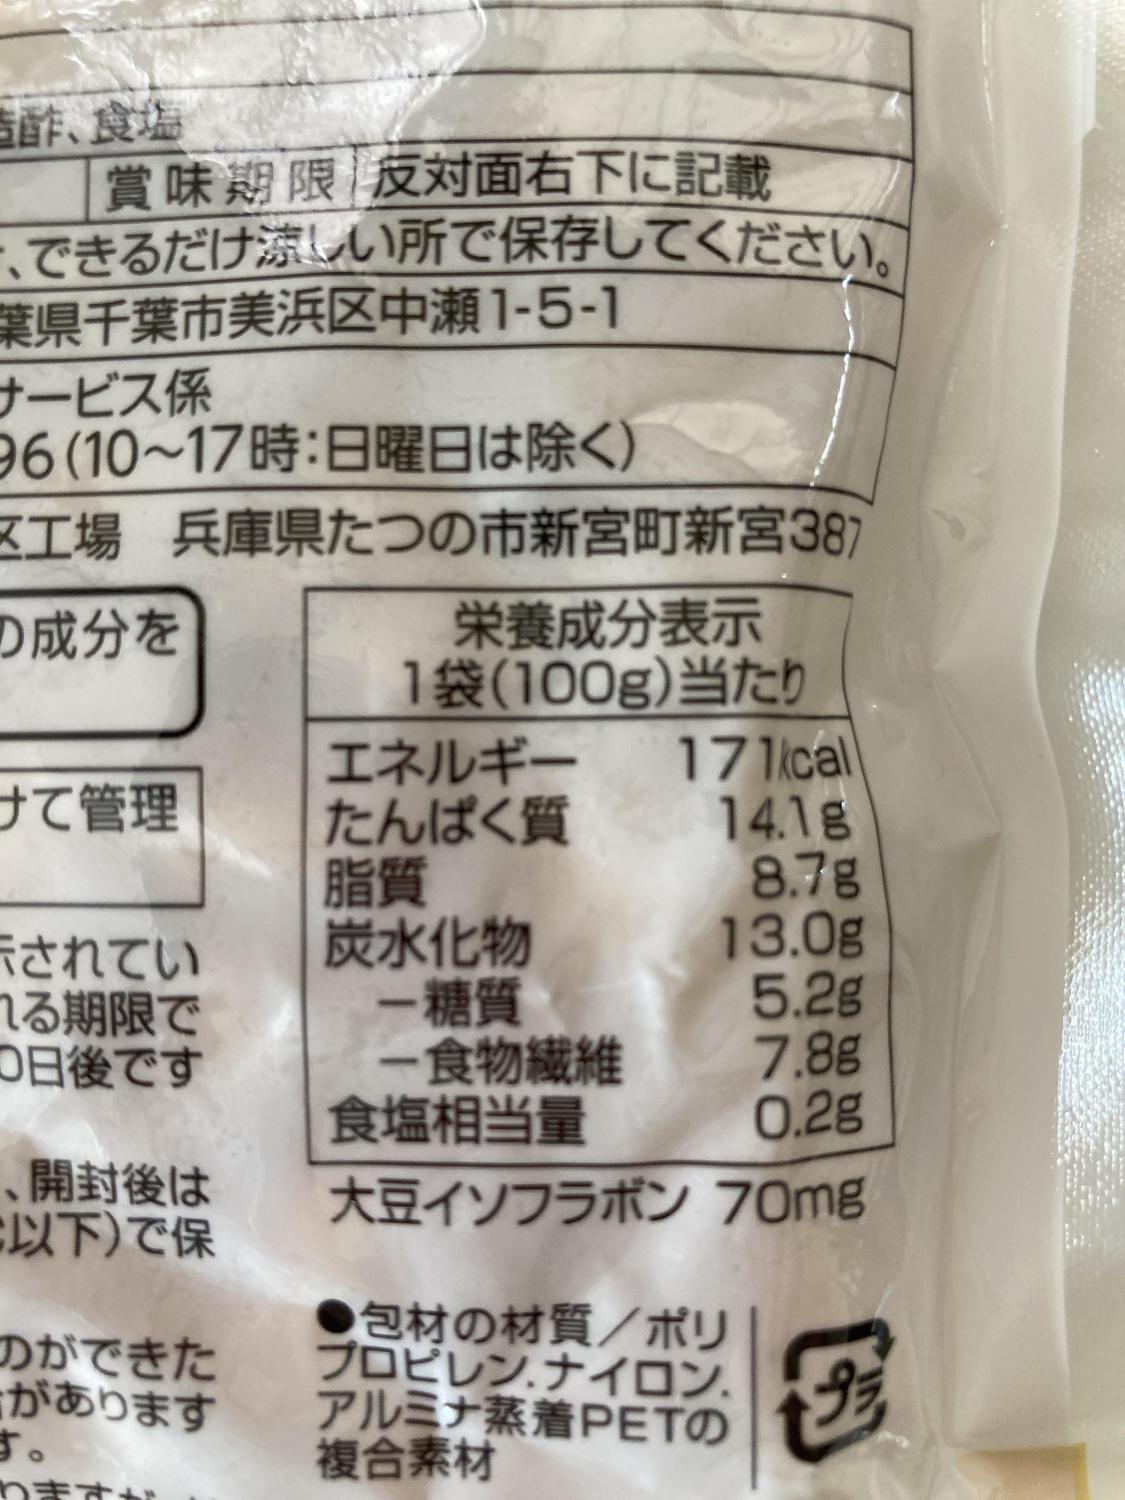 造酢、食塩
賞味期限 反対面右下に記載
、できるだけ涼しい所で保存してください。
葉県千葉市美浜区中瀬1-5-1
サービス係
96(10〜17時:日曜日は除く)
区工場 兵庫県たつの市新宮町新宮387
の成分を
けて管理
示されてい
れる期限で
0日後です
、開封後は
以下)で保
のができた
があります
す。
栄養成分表示
1袋(100g)当たり
エネルギー 171kcal
たんぱく質 14.1g
脂質 8.7g
炭水化物 13.0g
－糖質 5.2g
－食物繊維 7.8g
食塩相当量 0.2g
大豆イソフラボン 70mg
●包材の材質／ポリ
プロピレン、ナイロン、
アルミナ蒸着PETの
複合素材
プラ